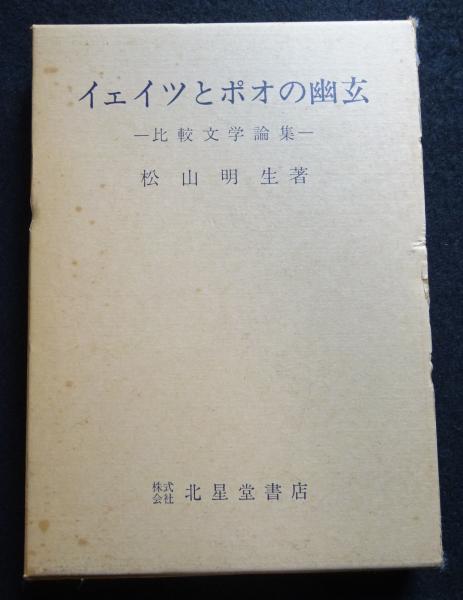 イェイツとポオの幽玄
―比較文学論集―
松山明生著
株式会社 北星堂書店